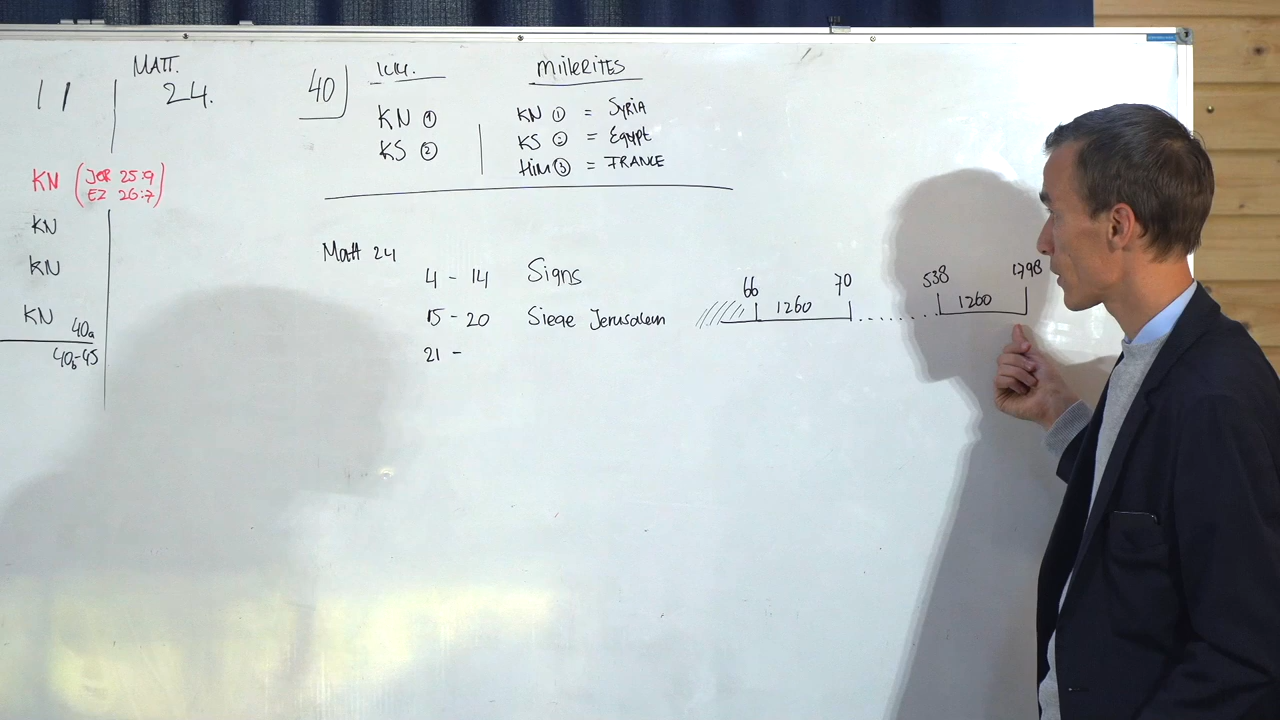 MATT.
11 24.
KN (JER 25:9
EZ 26:7)
KN
KN
KN 40a
40b-45
40
KN ①
KS ②
MillERITES
KN ① = Syria
KS ② = Egypt
Him ③ = FRANCE
Matt 24
4 - 14 Signs
15 - 20 Siege Jerusalem
21 -
66 1260 70 538 1260 1798